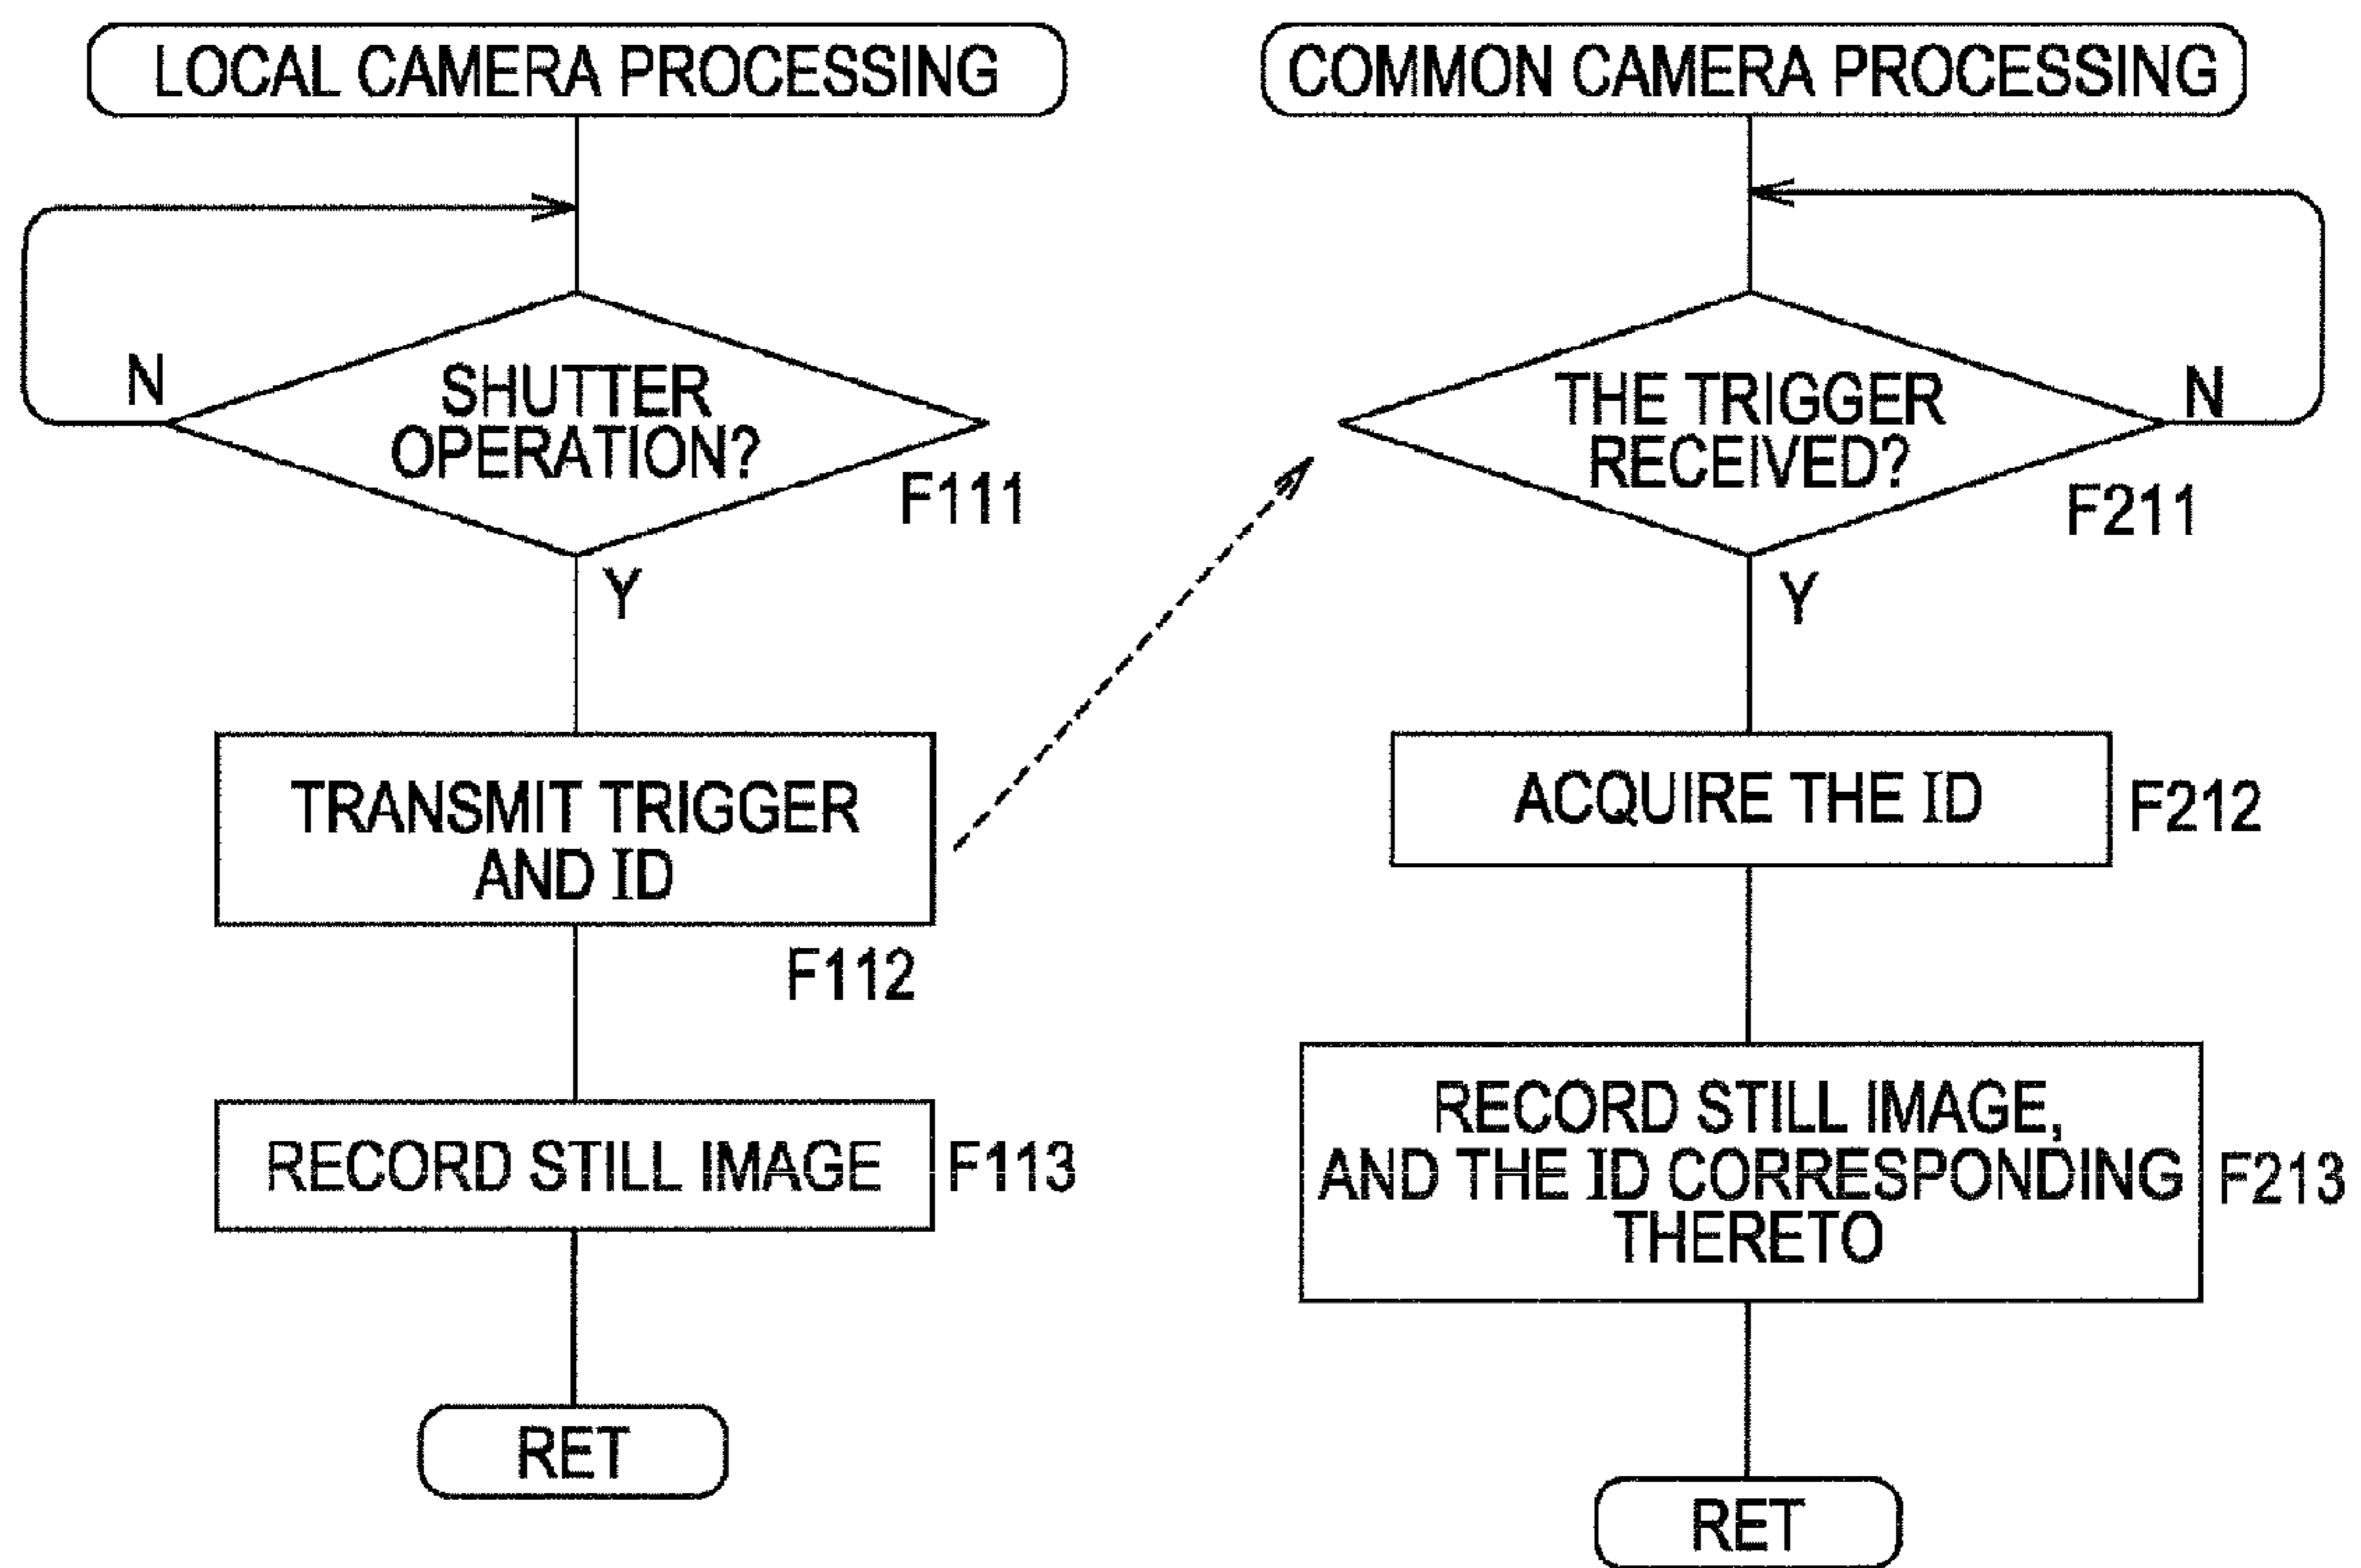 LOCAL CAMERA PROCESSING
N
SHUTTER
OPERATION?
F111
Y
TRANSMIT TRIGGER
AND ID
F112
RECORD STILL IMAGE
F113
RET
COMMON CAMERA PROCESSING
THE TRIGGER
RECEIVED?
N
F211
Y
ACQUIRE THE ID
F212
RECORD STILL IMAGE,
AND THE ID CORRESPONDING
THERETO
F213
RET